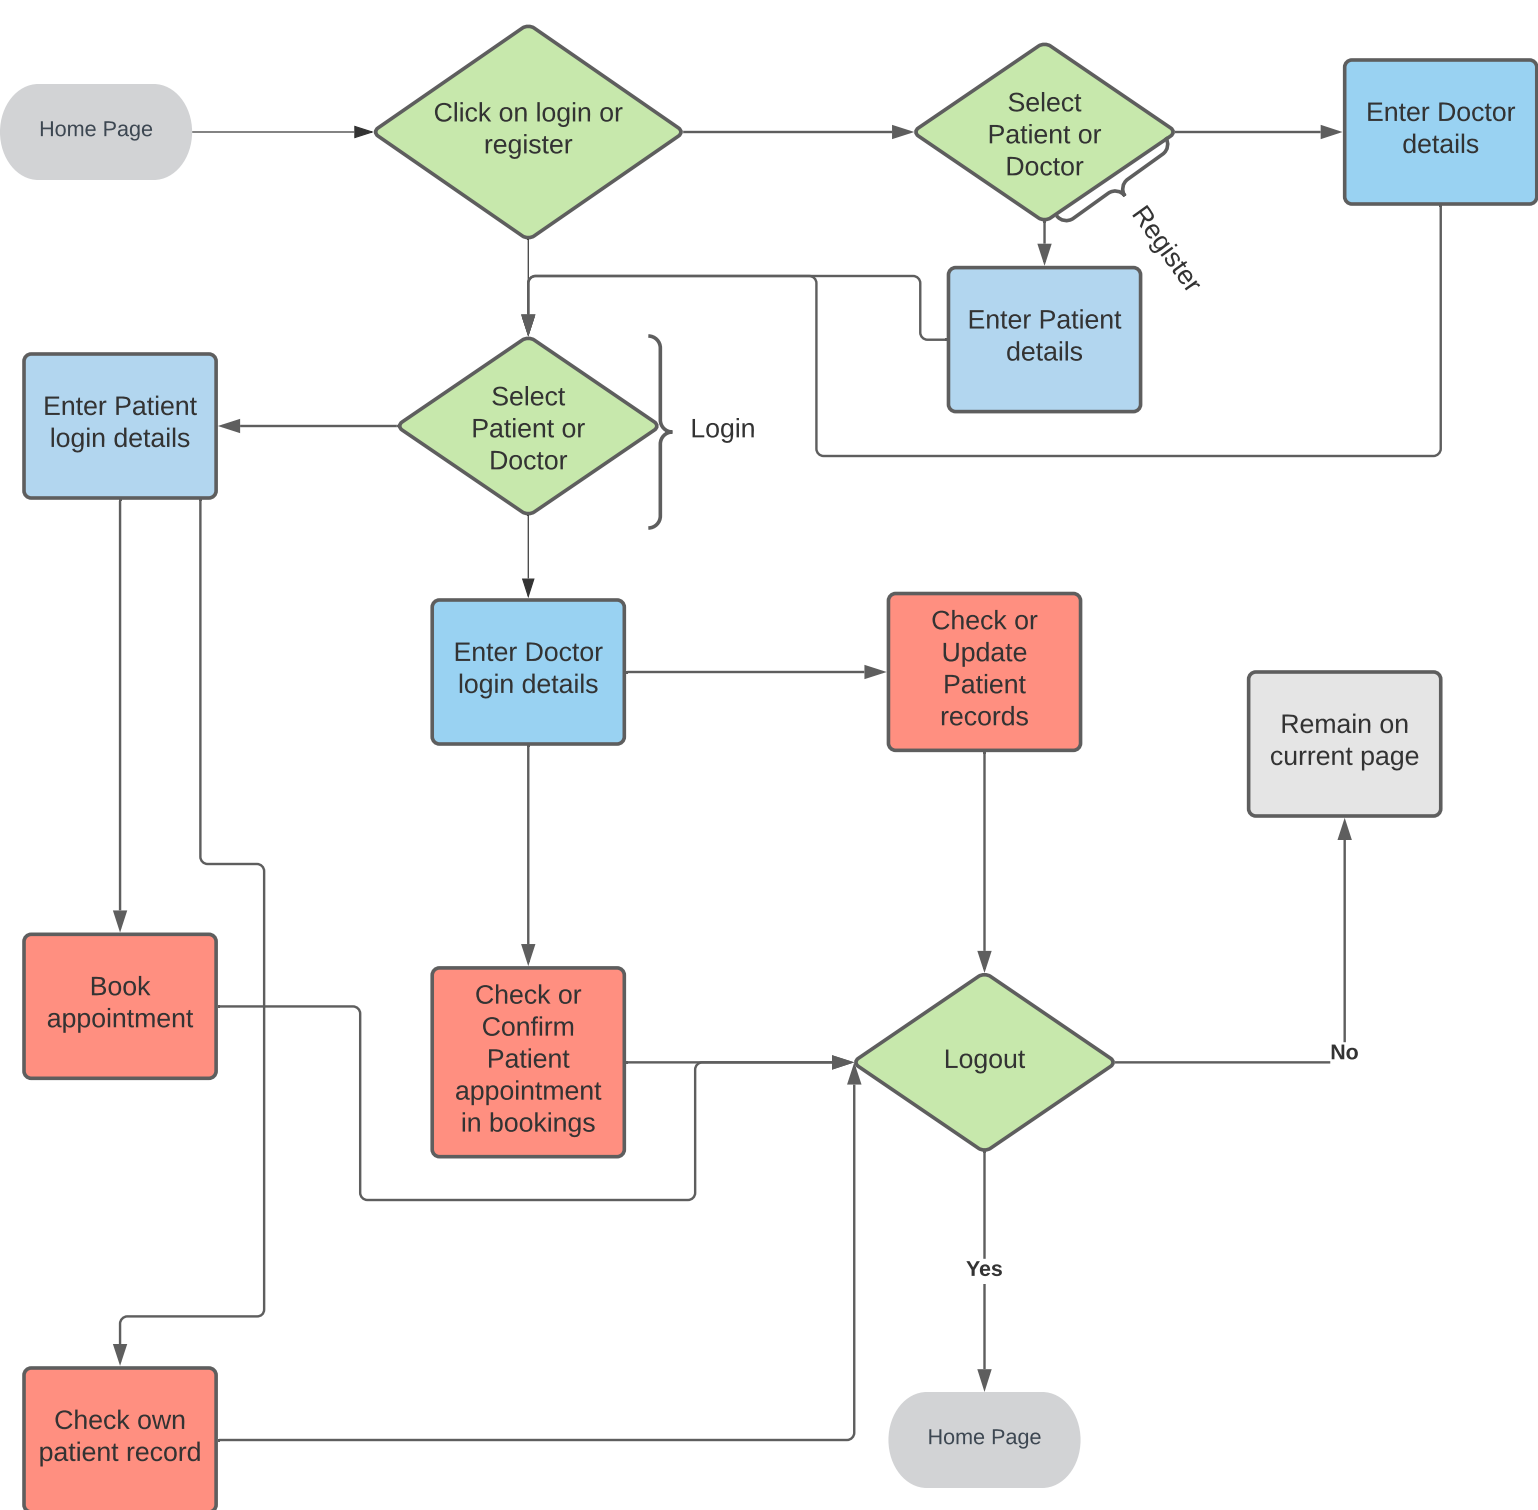 Home Page
Click on login or
register
Select
Patient or
Doctor
Enter Doctor
details
Register
Enter Patient
details
Enter Patient
login details
Select
Patient or
Doctor
Login
Enter Doctor
login details
Check or
Update
Patient
records
Remain on
current page
Book
appointment
Check or
Confirm
Patient
appointment
in bookings
Logout
No
Yes
Check own
patient record
Home Page